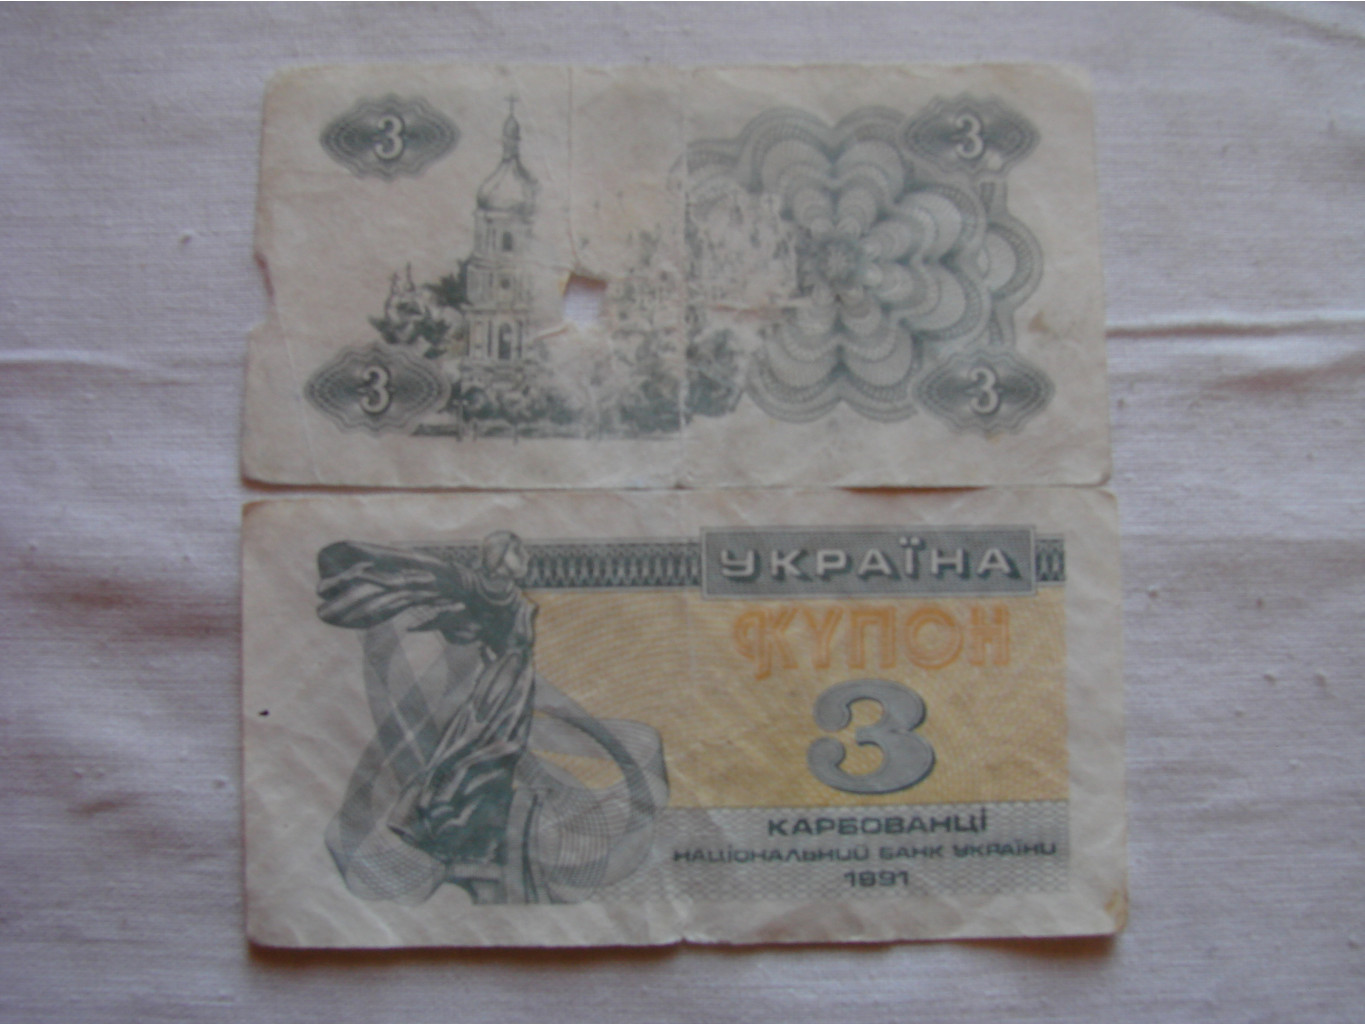 3 3
3 3
УКРАЇНА
КУПОН
3
КАРБОВАНЦІ
НАЦІОНАЛЬНИЙ БАНК УКРАЇНИ
1991